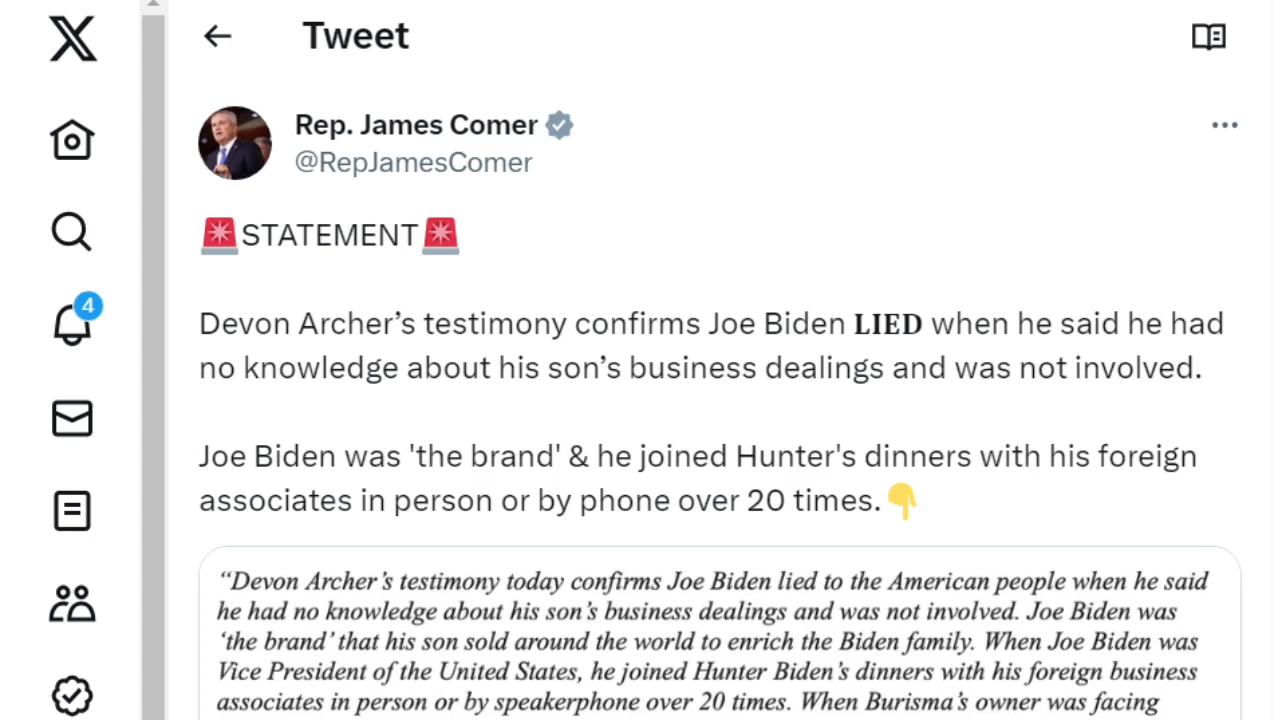 Tweet
Rep. James Comer
@RepJamesComer
🚨STATEMENT🚨
4
Devon Archer’s testimony confirms Joe Biden LIED when he said he had
no knowledge about his son’s business dealings and was not involved.
Joe Biden was 'the brand' & he joined Hunter's dinners with his foreign
associates in person or by phone over 20 times.👇
“Devon Archer’s testimony today confirms Joe Biden lied to the American people when he said
he had no knowledge about his son’s business dealings and was not involved. Joe Biden was
‘the brand’ that his son sold around the world to enrich the Biden family. When Joe Biden was
Vice President of the United States, he joined Hunter Biden’s dinners with his foreign business
associates in person or by speakerphone over 20 times. When Burisma’s owner was facing